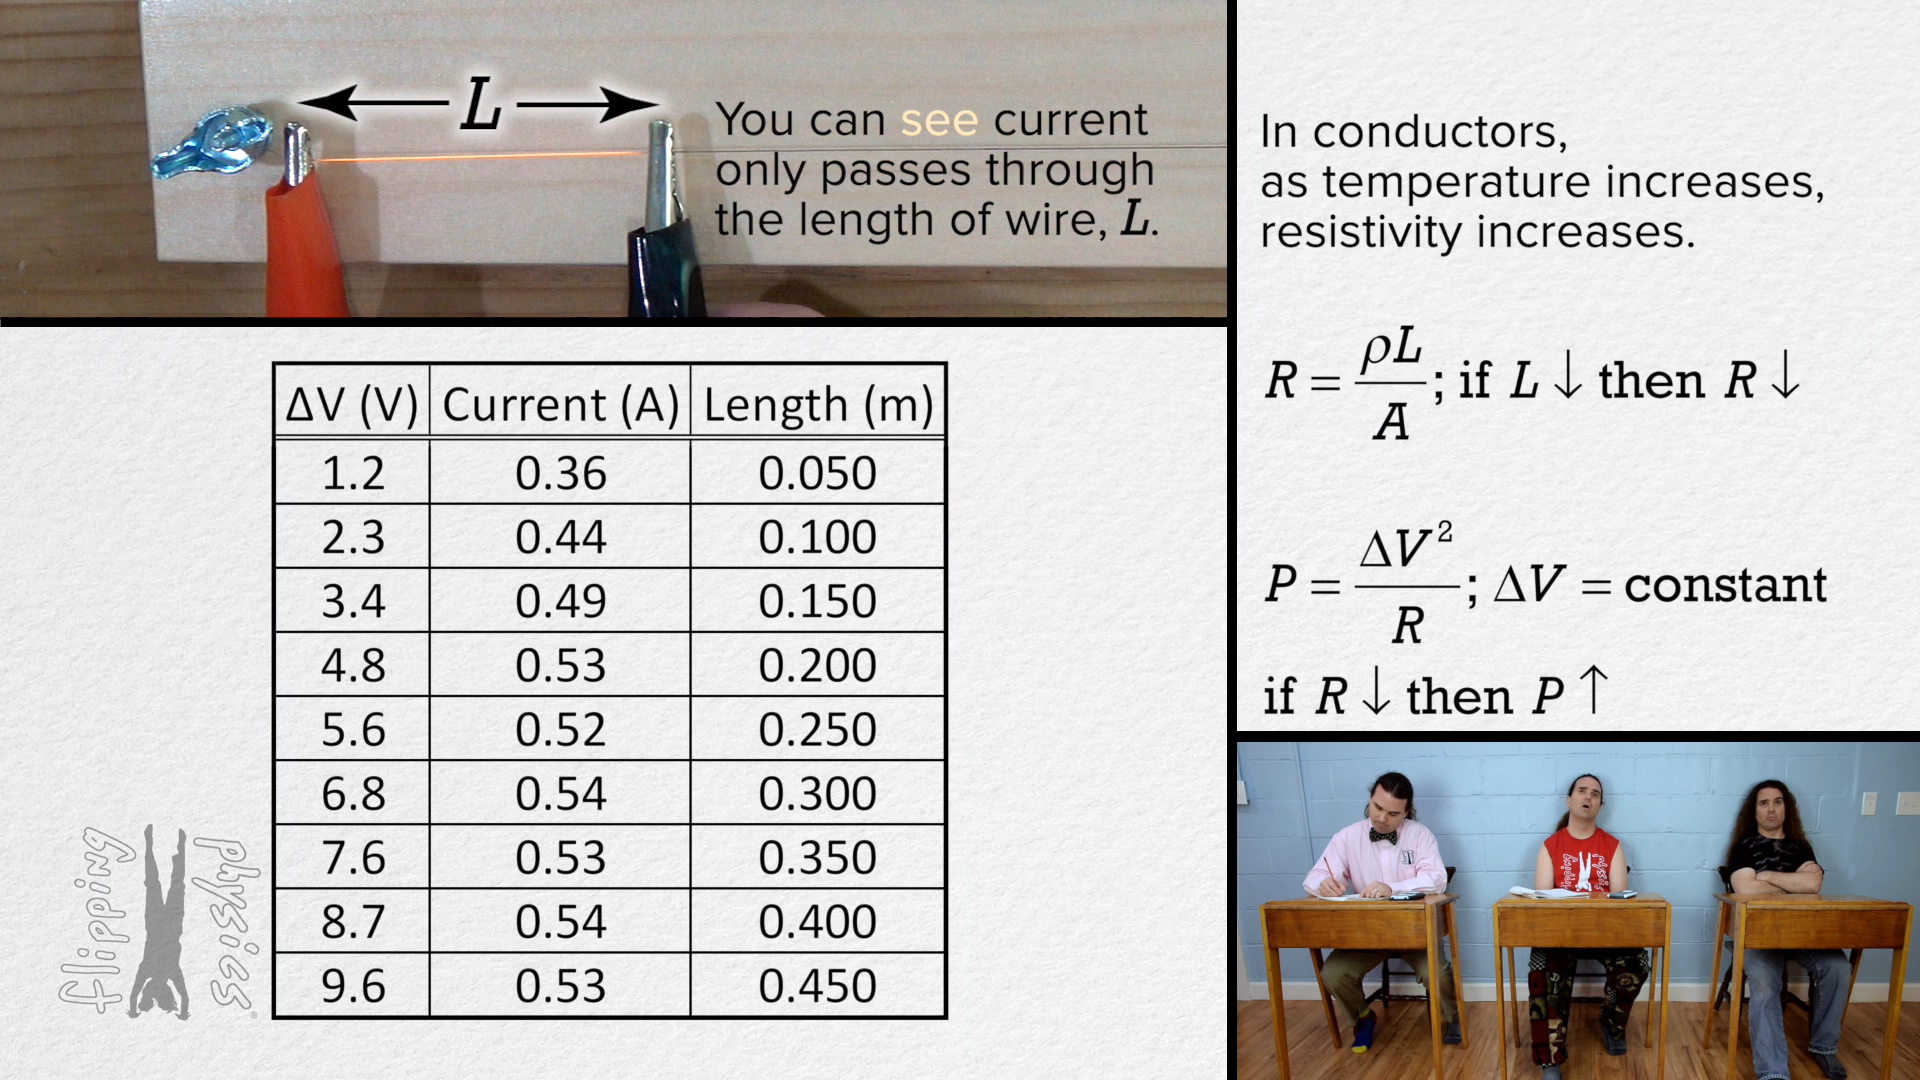 L
You can see current
only passes through
the length of wire, L.
ΔV (V) Current (A) Length (m)
1.2 0.36 0.050
2.3 0.44 0.100
3.4 0.49 0.150
4.8 0.53 0.200
5.6 0.52 0.250
6.8 0.54 0.300
7.6 0.53 0.350
8.7 0.54 0.400
9.6 0.53 0.450
flipping
physics
In conductors,
as temperature increases,
resistivity increases.
R = ρL/A; if L ↓ then R ↓
P = ΔV²/R; ΔV = constant
if R ↓ then P ↑